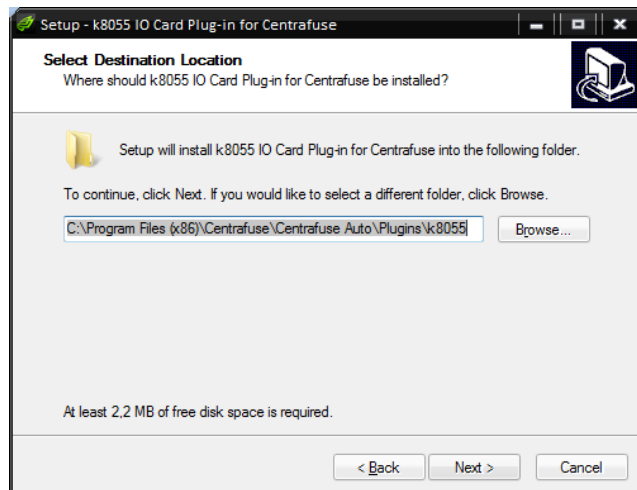 Setup - k8055 IO Card Plug-in for Centrafuse
Select Destination Location
Where should k8055 IO Card Plug-in for Centrafuse be installed?
Setup will install k8055 IO Card Plug-in for Centrafuse into the following folder.
To continue, click Next. If you would like to select a different folder, click Browse.
C:\Program Files (x86)\Centrafuse\Centrafuse Auto\Plugins\k8055
Browse...
At least 2,2 MB of free disk space is required.
< Back
Next >
Cancel